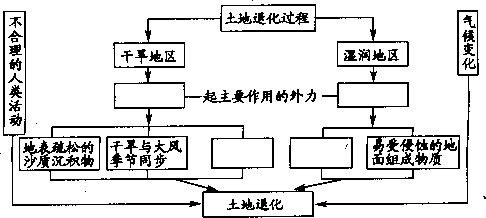 土地退化过程
不合理的人类活动
气候变化
干旱地区
湿润地区
起主要作用的外力
地表疏松的
沙质沉积物
干旱与大风
季节同步
易受侵蚀的地
面组成物质
土地退化